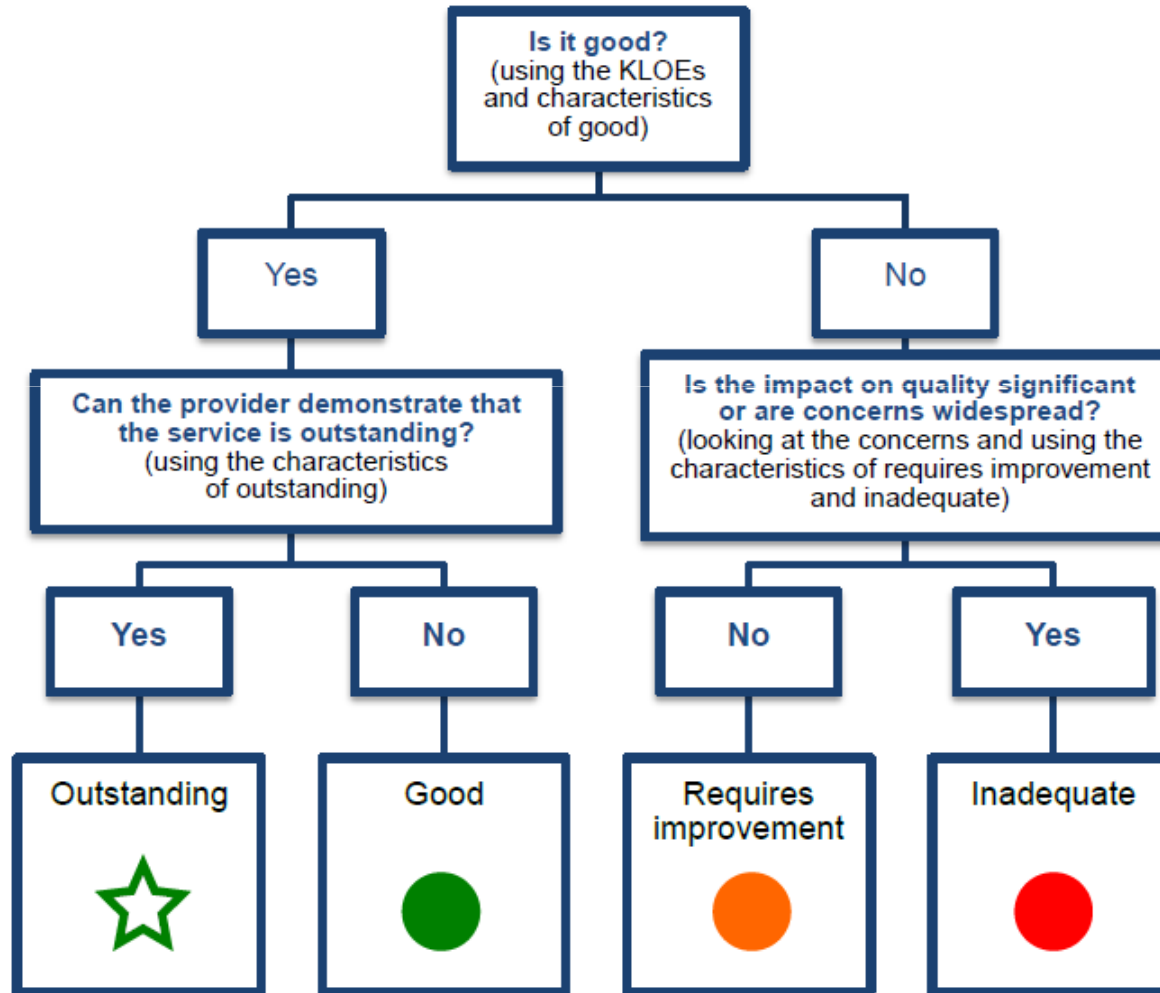 Is it good?
(using the KLOEs
and characteristics
of good)
Yes
No
Can the provider demonstrate that
the service is outstanding?
(using the characteristics
of outstanding)
Is the impact on quality significant
or are concerns widespread?
(looking at the concerns and using the
characteristics of requires improvement
and inadequate)
Yes
No
No
Yes
Outstanding
Good
Requires
improvement
Inadequate